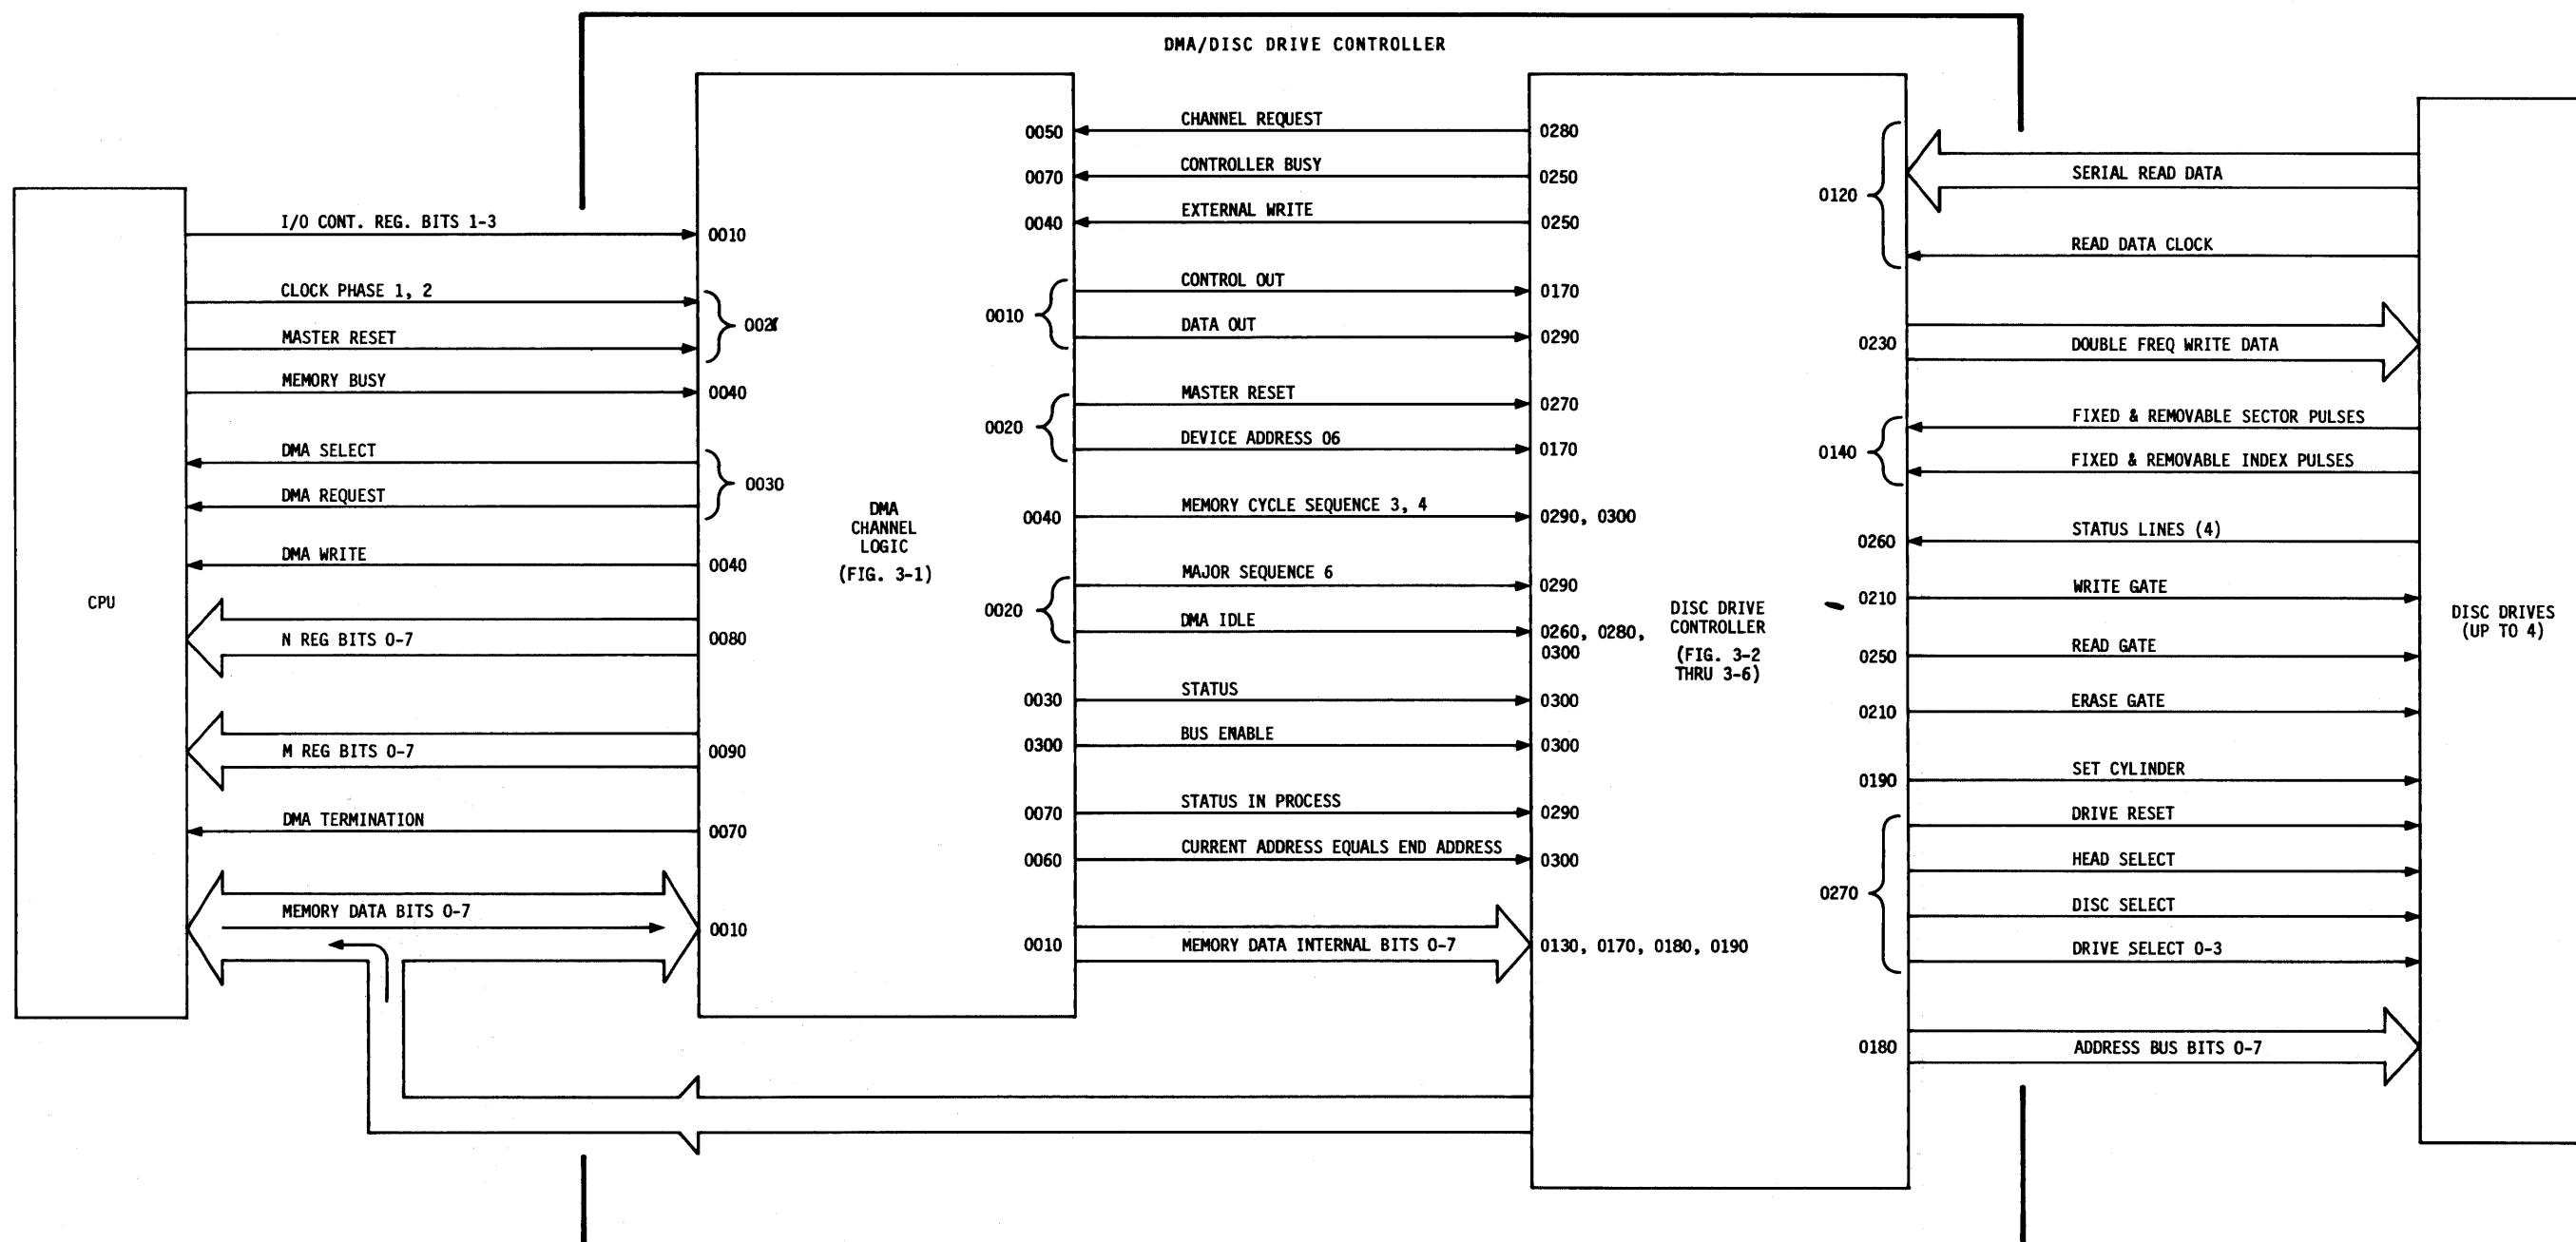 DMA/DISC DRIVE CONTROLLER
CPU
I/O CONT. REG. BITS 1-3
0010
CLOCK PHASE 1, 2
MASTER RESET
MEMORY BUSY
0040
DMA SELECT
DMA REQUEST
0030
DMA WRITE
0040
N REG BITS 0-7
0080
M REG BITS 0-7
0090
DMA TERMINATION
0070
MEMORY DATA BITS 0-7
0010
DMA
CHANNEL
LOGIC
(FIG. 3-1)
0050
CHANNEL REQUEST
0280
0070
CONTROLLER BUSY
0250
0040
EXTERNAL WRITE
0250
0010
CONTROL OUT
0170
DATA OUT
0290
0020
MASTER RESET
0270
DEVICE ADDRESS 06
0170
0040
MEMORY CYCLE SEQUENCE 3, 4
0290, 0300
0020
MAJOR SEQUENCE 6
0290
DMA IDLE
0260, 0280,
0300
0030
STATUS
0300
0300
BUS ENABLE
0300
0070
STATUS IN PROCESS
0290
0060
CURRENT ADDRESS EQUALS END ADDRESS
0300
0010
MEMORY DATA INTERNAL BITS 0-7
0130, 0170, 0180, 0190
DISC DRIVE
CONTROLLER
(FIG. 3-2
THRU 3-6)
0120
SERIAL READ DATA
READ DATA CLOCK
0230
DOUBLE FREQ WRITE DATA
0140
FIXED & REMOVABLE SECTOR PULSES
FIXED & REMOVABLE INDEX PULSES
0260
STATUS LINES (4)
0210
WRITE GATE
0250
READ GATE
0210
ERASE GATE
0190
SET CYLINDER
0270
DRIVE RESET
HEAD SELECT
DISC SELECT
DRIVE SELECT 0-3
0180
ADDRESS BUS BITS 0-7
DISC DRIVES
(UP TO 4)